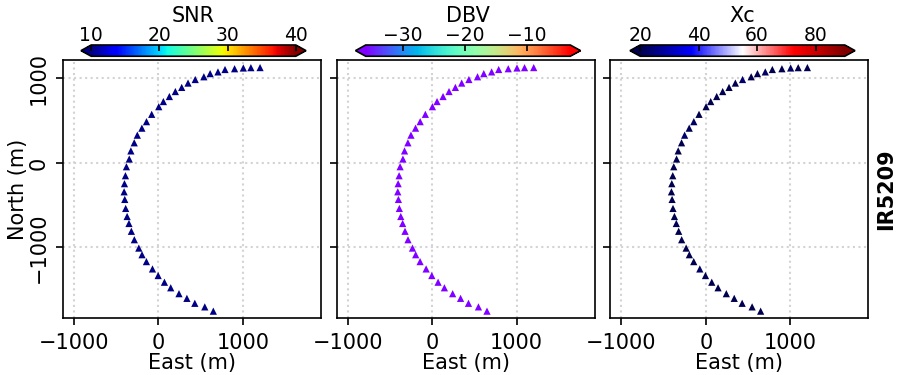 SNR DBV Xc
10 20 30 40 −30 −20 −10 20 40 60 80
1000
0
−1000
North (m)
IR5209
−1000 0 1000 −1000 0 1000 −1000 0 1000
East (m) East (m) East (m)